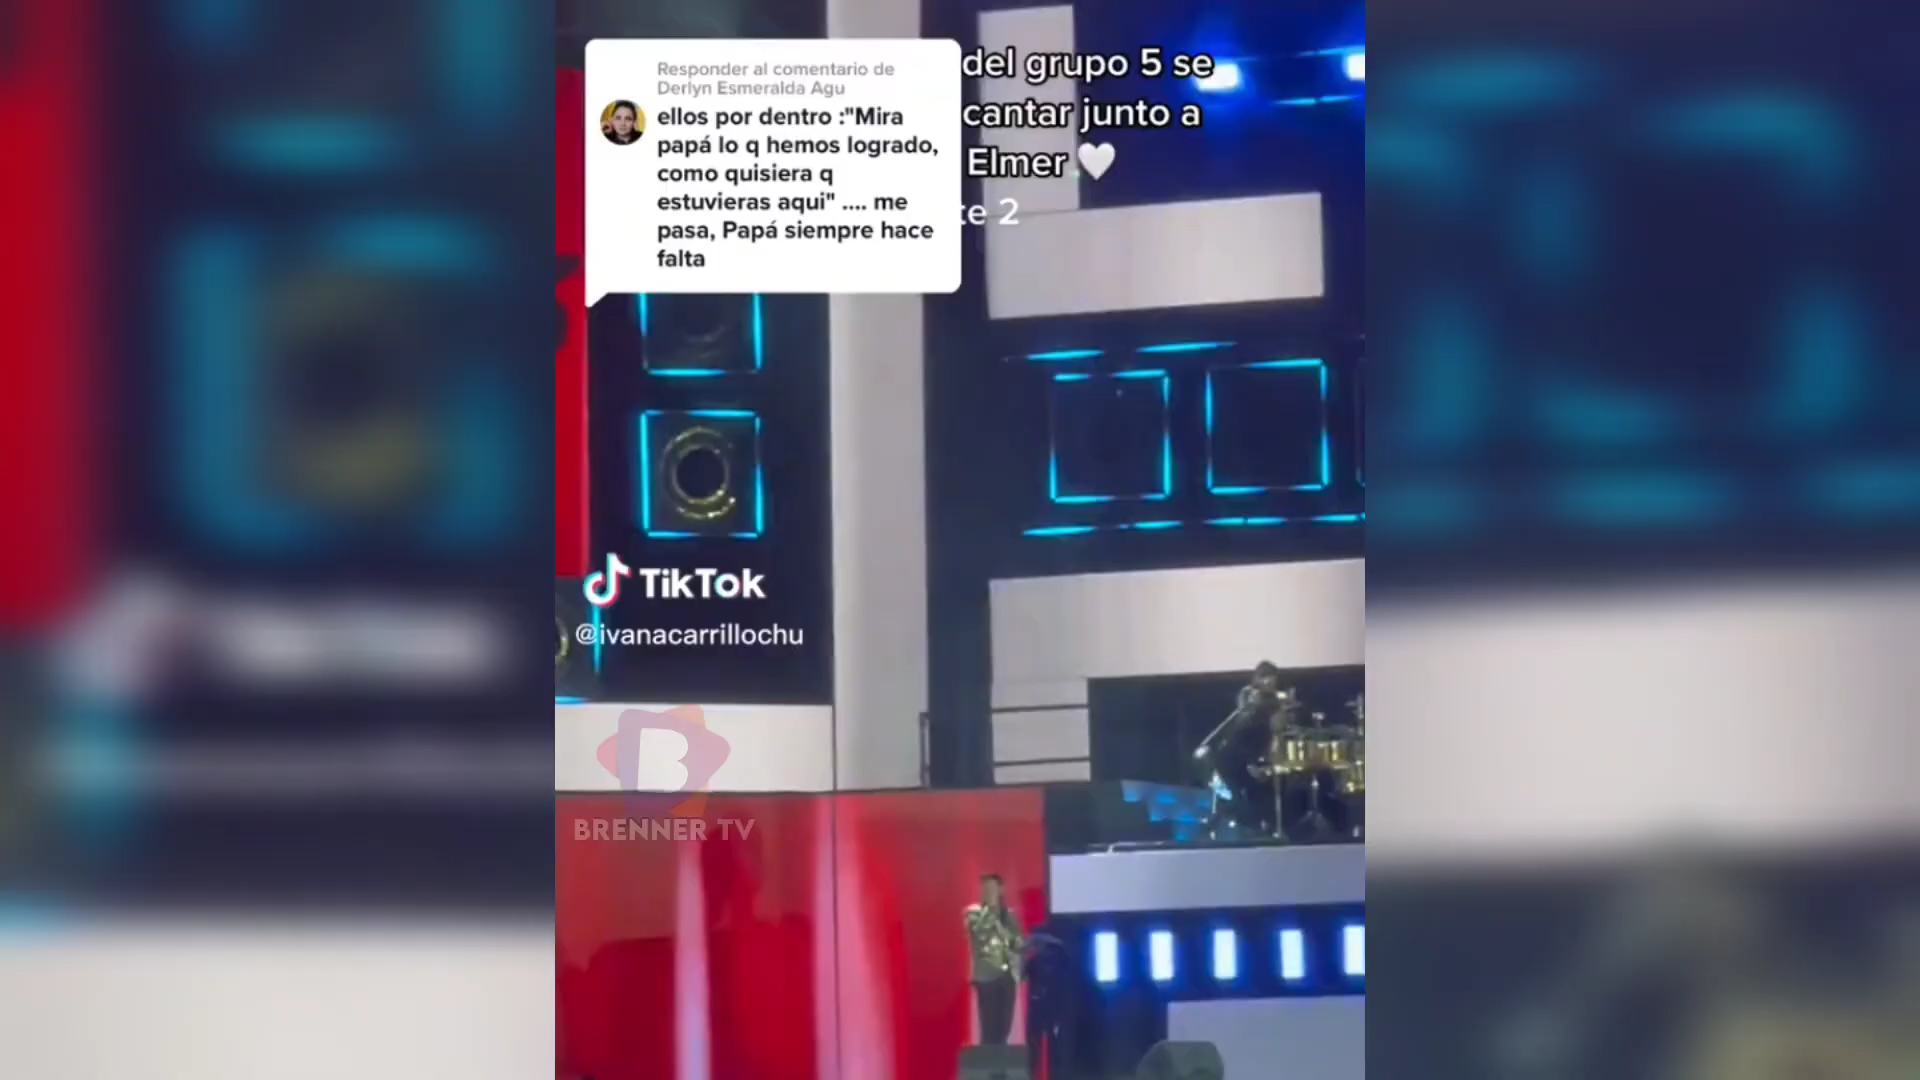 Responder al comentario de
Derlyn Esmeralda Agu
ellos por dentro :"Mira
papá lo q hemos logrado,
como quisiera q
estuvieras aqui" .... me
pasa, Papá siempre hace
falta
del grupo 5 se
cantar junto a
Elmer
te 2
TikTok
@ivanacarrillochu
B
BRENNER TV